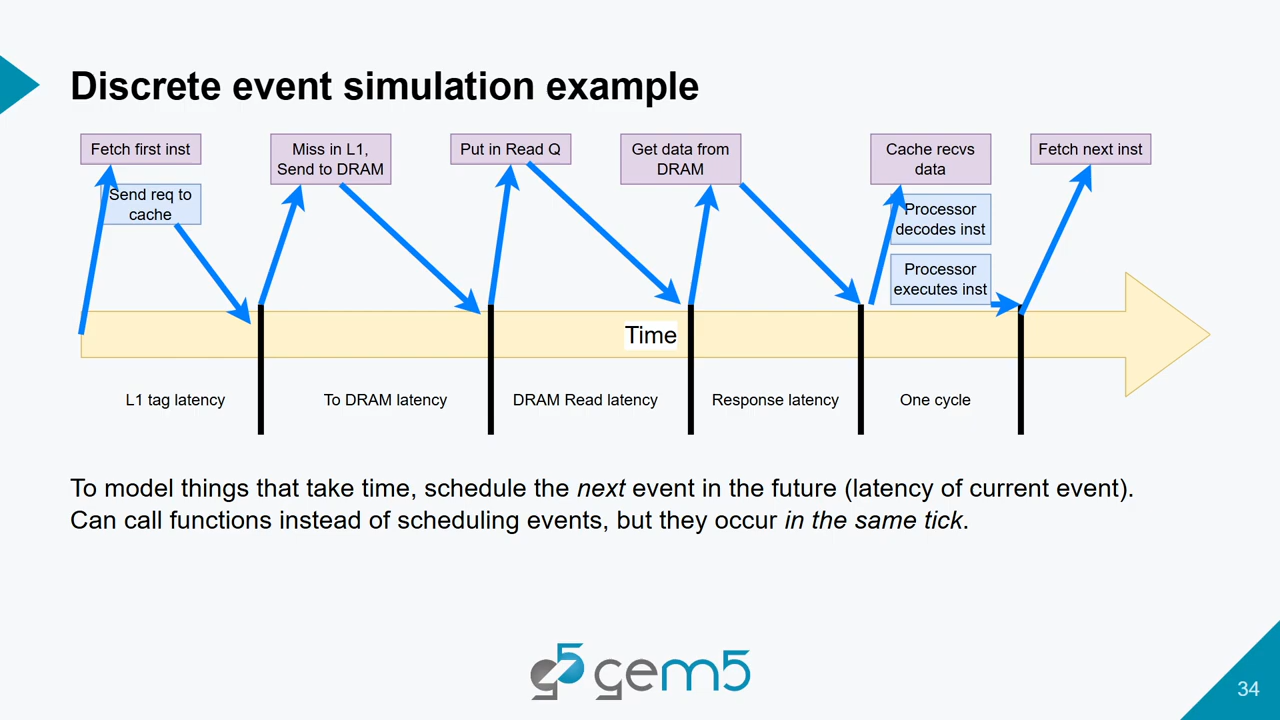 Discrete event simulation example
Fetch first inst
Send req to
cache
Miss in L1,
Send to DRAM
Put in Read Q
Get data from
DRAM
Cache recvs
data
Processor
decodes inst
Processor
executes inst
Fetch next inst
Time
L1 tag latency
To DRAM latency
DRAM Read latency
Response latency
One cycle
To model things that take time, schedule the next event in the future (latency of current event).
Can call functions instead of scheduling events, but they occur in the same tick.
g5 gem5
34